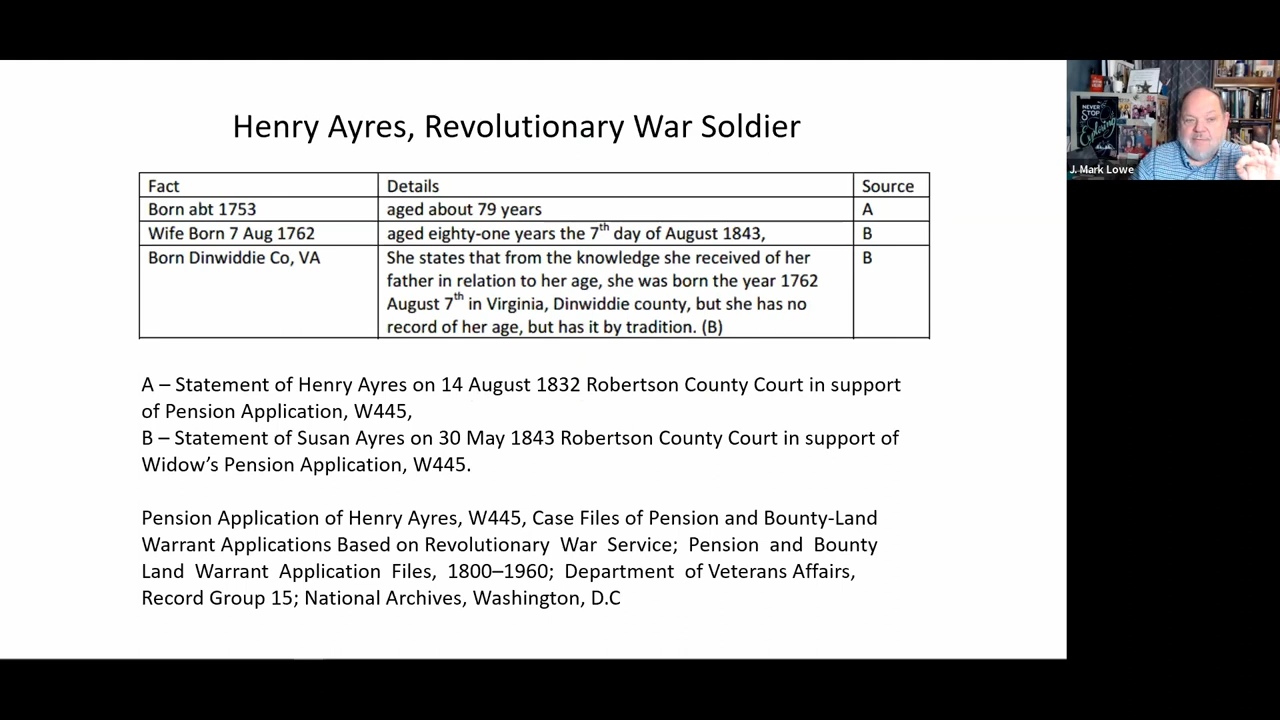 Henry Ayres, Revolutionary War Soldier
Fact Details Source
Born abt 1753 aged about 79 years A
Wife Born 7 Aug 1762 aged eighty-one years the 7th day of August 1843, B
Born Dinwiddie Co, VA She states that from the knowledge she received of her B
father in relation to her age, she was born the year 1762
August 7th in Virginia, Dinwiddie county, but she has no
record of her age, but has it by tradition. (B)
A – Statement of Henry Ayres on 14 August 1832 Robertson County Court in support
of Pension Application, W445,
B – Statement of Susan Ayres on 30 May 1843 Robertson County Court in support of
Widow’s Pension Application, W445.
Pension Application of Henry Ayres, W445, Case Files of Pension and Bounty-Land
Warrant Applications Based on Revolutionary War Service; Pension and Bounty
Land Warrant Application Files, 1800–1960; Department of Veterans Affairs,
Record Group 15; National Archives, Washington, D.C
NEVER
STOP
Exploring
J. Mark Lowe